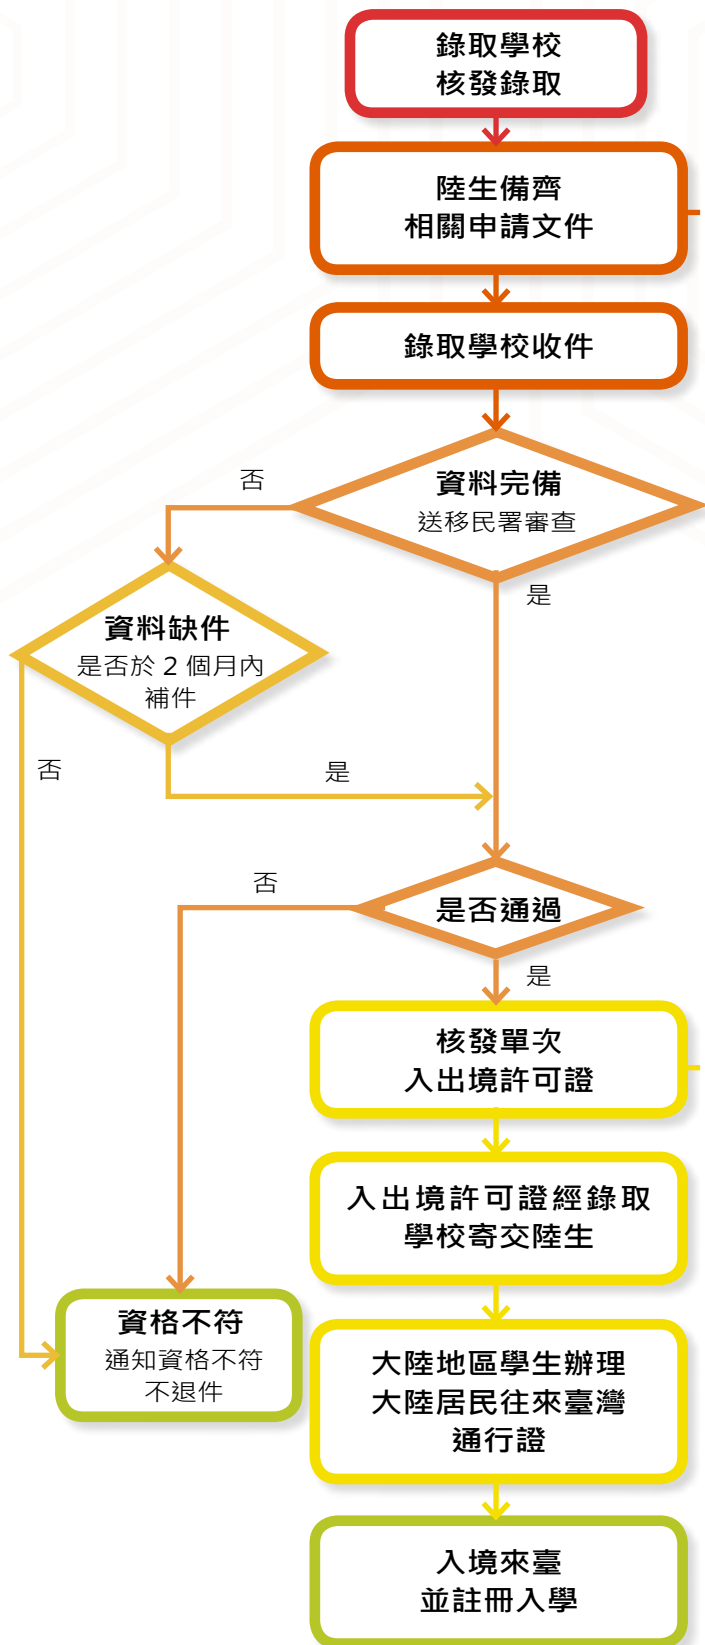 錄取學校
核發錄取
陸生備齊
相關申請文件
錄取學校收件
資料完備
送移民署審查
否
是
資料缺件
是否於 2 個月內
補件
否
是
是否通過
否
是
核發單次
入出境許可證
入出境許可證經錄取
學校寄交陸生
資格不符
通知資格不符
不退件
大陸地區學生辦理
大陸居民往來臺灣
通行證
入境來臺
並註冊入學